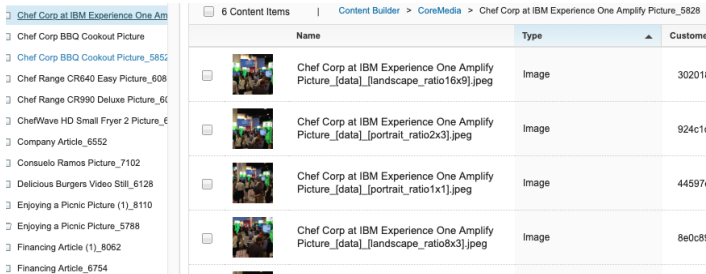 Chef Corp at IBM Experience One Am
Chef Corp BBQ Cookout Picture
Chef Corp BBQ Cookout Picture_5852
Chef Range CR640 Easy Picture_608
Chef Range CR990 Deluxe Picture_60
ChefWave HD Small Fryer 2 Picture_6
Company Article_6552
Consuelo Ramos Picture_7102
Delicious Burgers Video Still_6128
Enjoying a Picnic Picture (1)_8110
Enjoying a Picnic Picture_5788
Financing Article (1)_8062
Financing Article_6754
6 Content Items | Content Builder > CoreMedia > Chef Corp at IBM Experience One Amplify Picture_5828
Name Type Custome
Chef Corp at IBM Experience One Amplify
Picture_[data]_[landscape_ratio16x9].jpeg
Image
302018
Chef Corp at IBM Experience One Amplify
Picture_[data]_[portrait_ratio2x3].jpeg
Image
924c1
Chef Corp at IBM Experience One Amplify
Picture_[data]_[portrait_ratio1x1].jpeg
Image
44597
Chef Corp at IBM Experience One Amplify
Picture_[data]_[landscape_ratio8x3].jpeg
Image
8e0c89